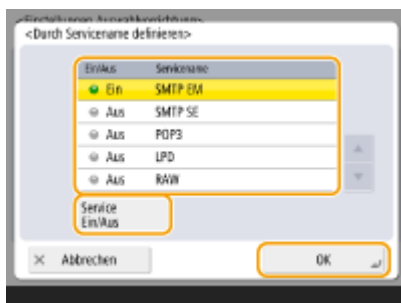 <Einstellungen Auswahlvorrichtung>
<Durch Servicename definieren>
Ein/Aus Servicename
Ein SMTP EM
Aus SMTP SE
Aus POP3
Aus LPD
Aus RAW
Service
Ein/Aus
Abbrechen
OK